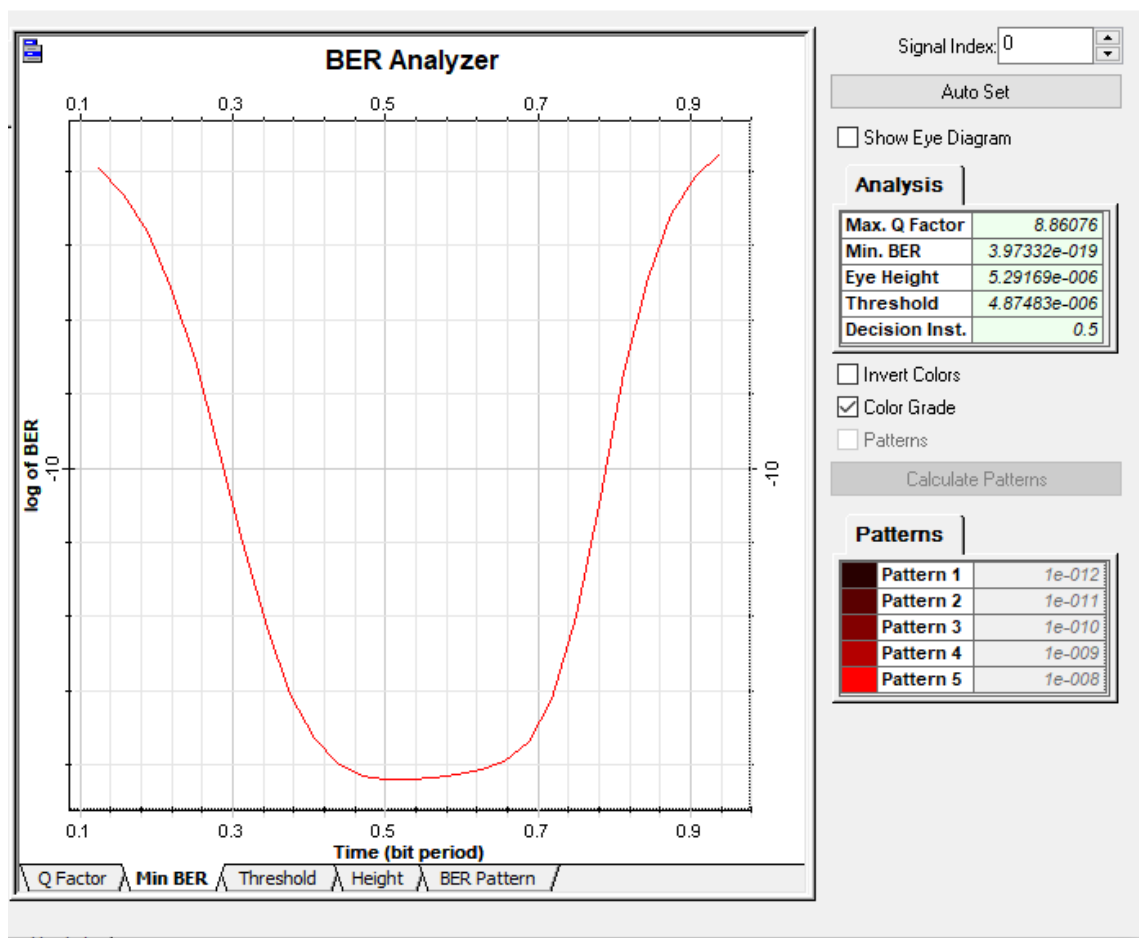 BER Analyzer
0.1 0.3 0.5 0.7 0.9
log of BER
-10
-10
0.1 0.3 0.5 0.7 0.9
Time (bit period)
Q Factor Min BER Threshold Height BER Pattern
Signal Index: 0
Auto Set
Show Eye Diagram
Analysis
Max. Q Factor 8.86076
Min. BER 3.97332e-019
Eye Height 5.29169e-006
Threshold 4.87483e-006
Decision Inst. 0.5
Invert Colors
Color Grade
Patterns
Calculate Patterns
Patterns
Pattern 1 1e-012
Pattern 2 1e-011
Pattern 3 1e-010
Pattern 4 1e-009
Pattern 5 1e-008